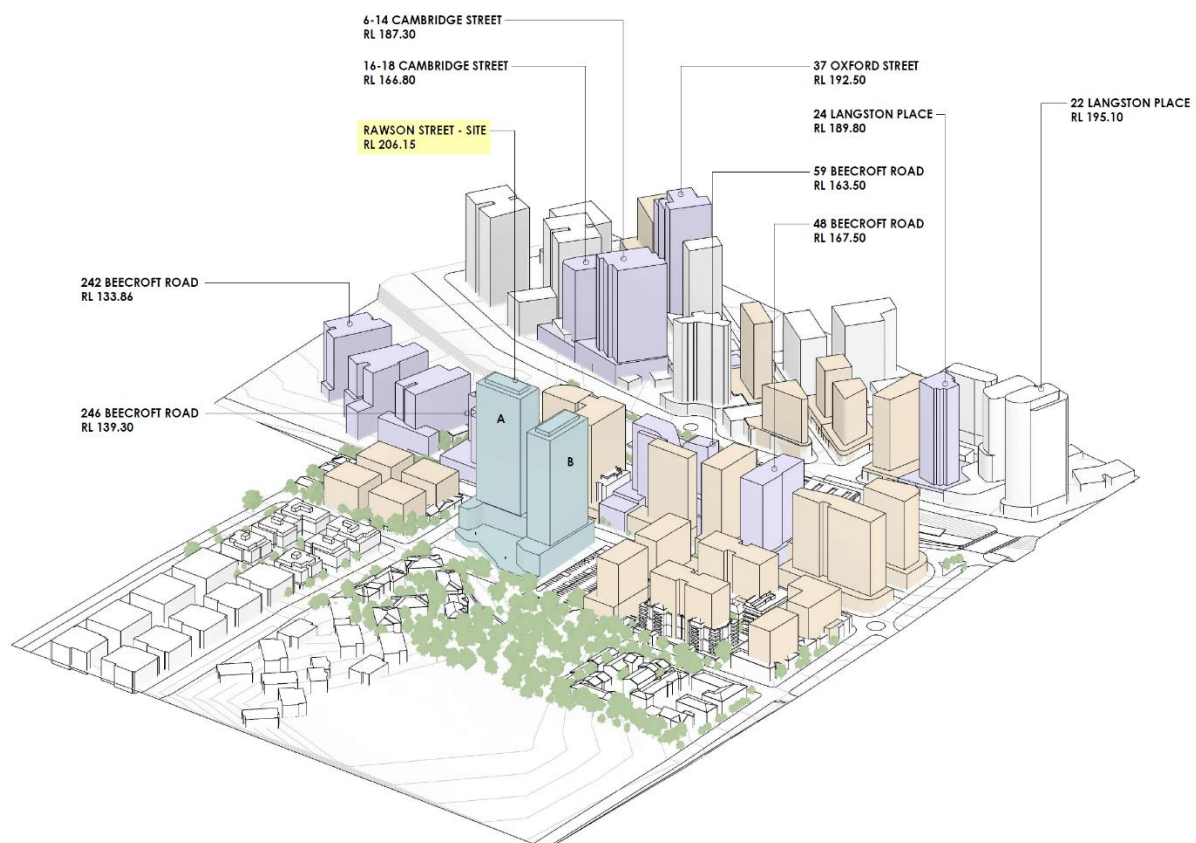 6-14 CAMBRIDGE STREET
RL 187.30
16-18 CAMBRIDGE STREET
RL 166.80
37 OXFORD STREET
RL 192.50
22 LANGSTON PLACE
RL 195.10
24 LANGSTON PLACE
RL 189.80
RAWSON STREET - SITE
RL 206.15
59 BEECROFT ROAD
RL 163.50
48 BEECROFT ROAD
RL 167.50
242 BEECROFT ROAD
RL 133.86
246 BEECROFT ROAD
RL 139.30
A
B